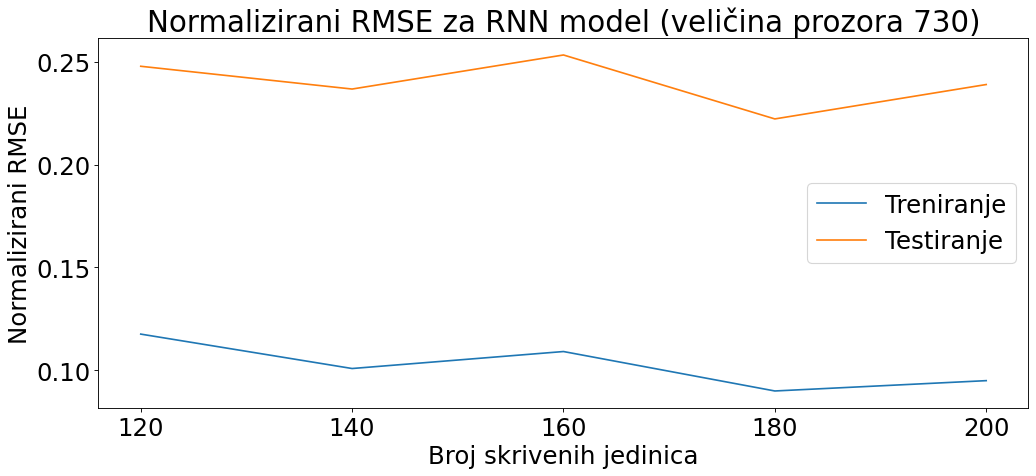 Normalizirani RMSE za RNN model (veličina prozora 730)
Normalizirani RMSE
0.25
0.20
0.15
0.10
Treniranje
Testiranje
120 140 160 180 200
Broj skrivenih jedinica